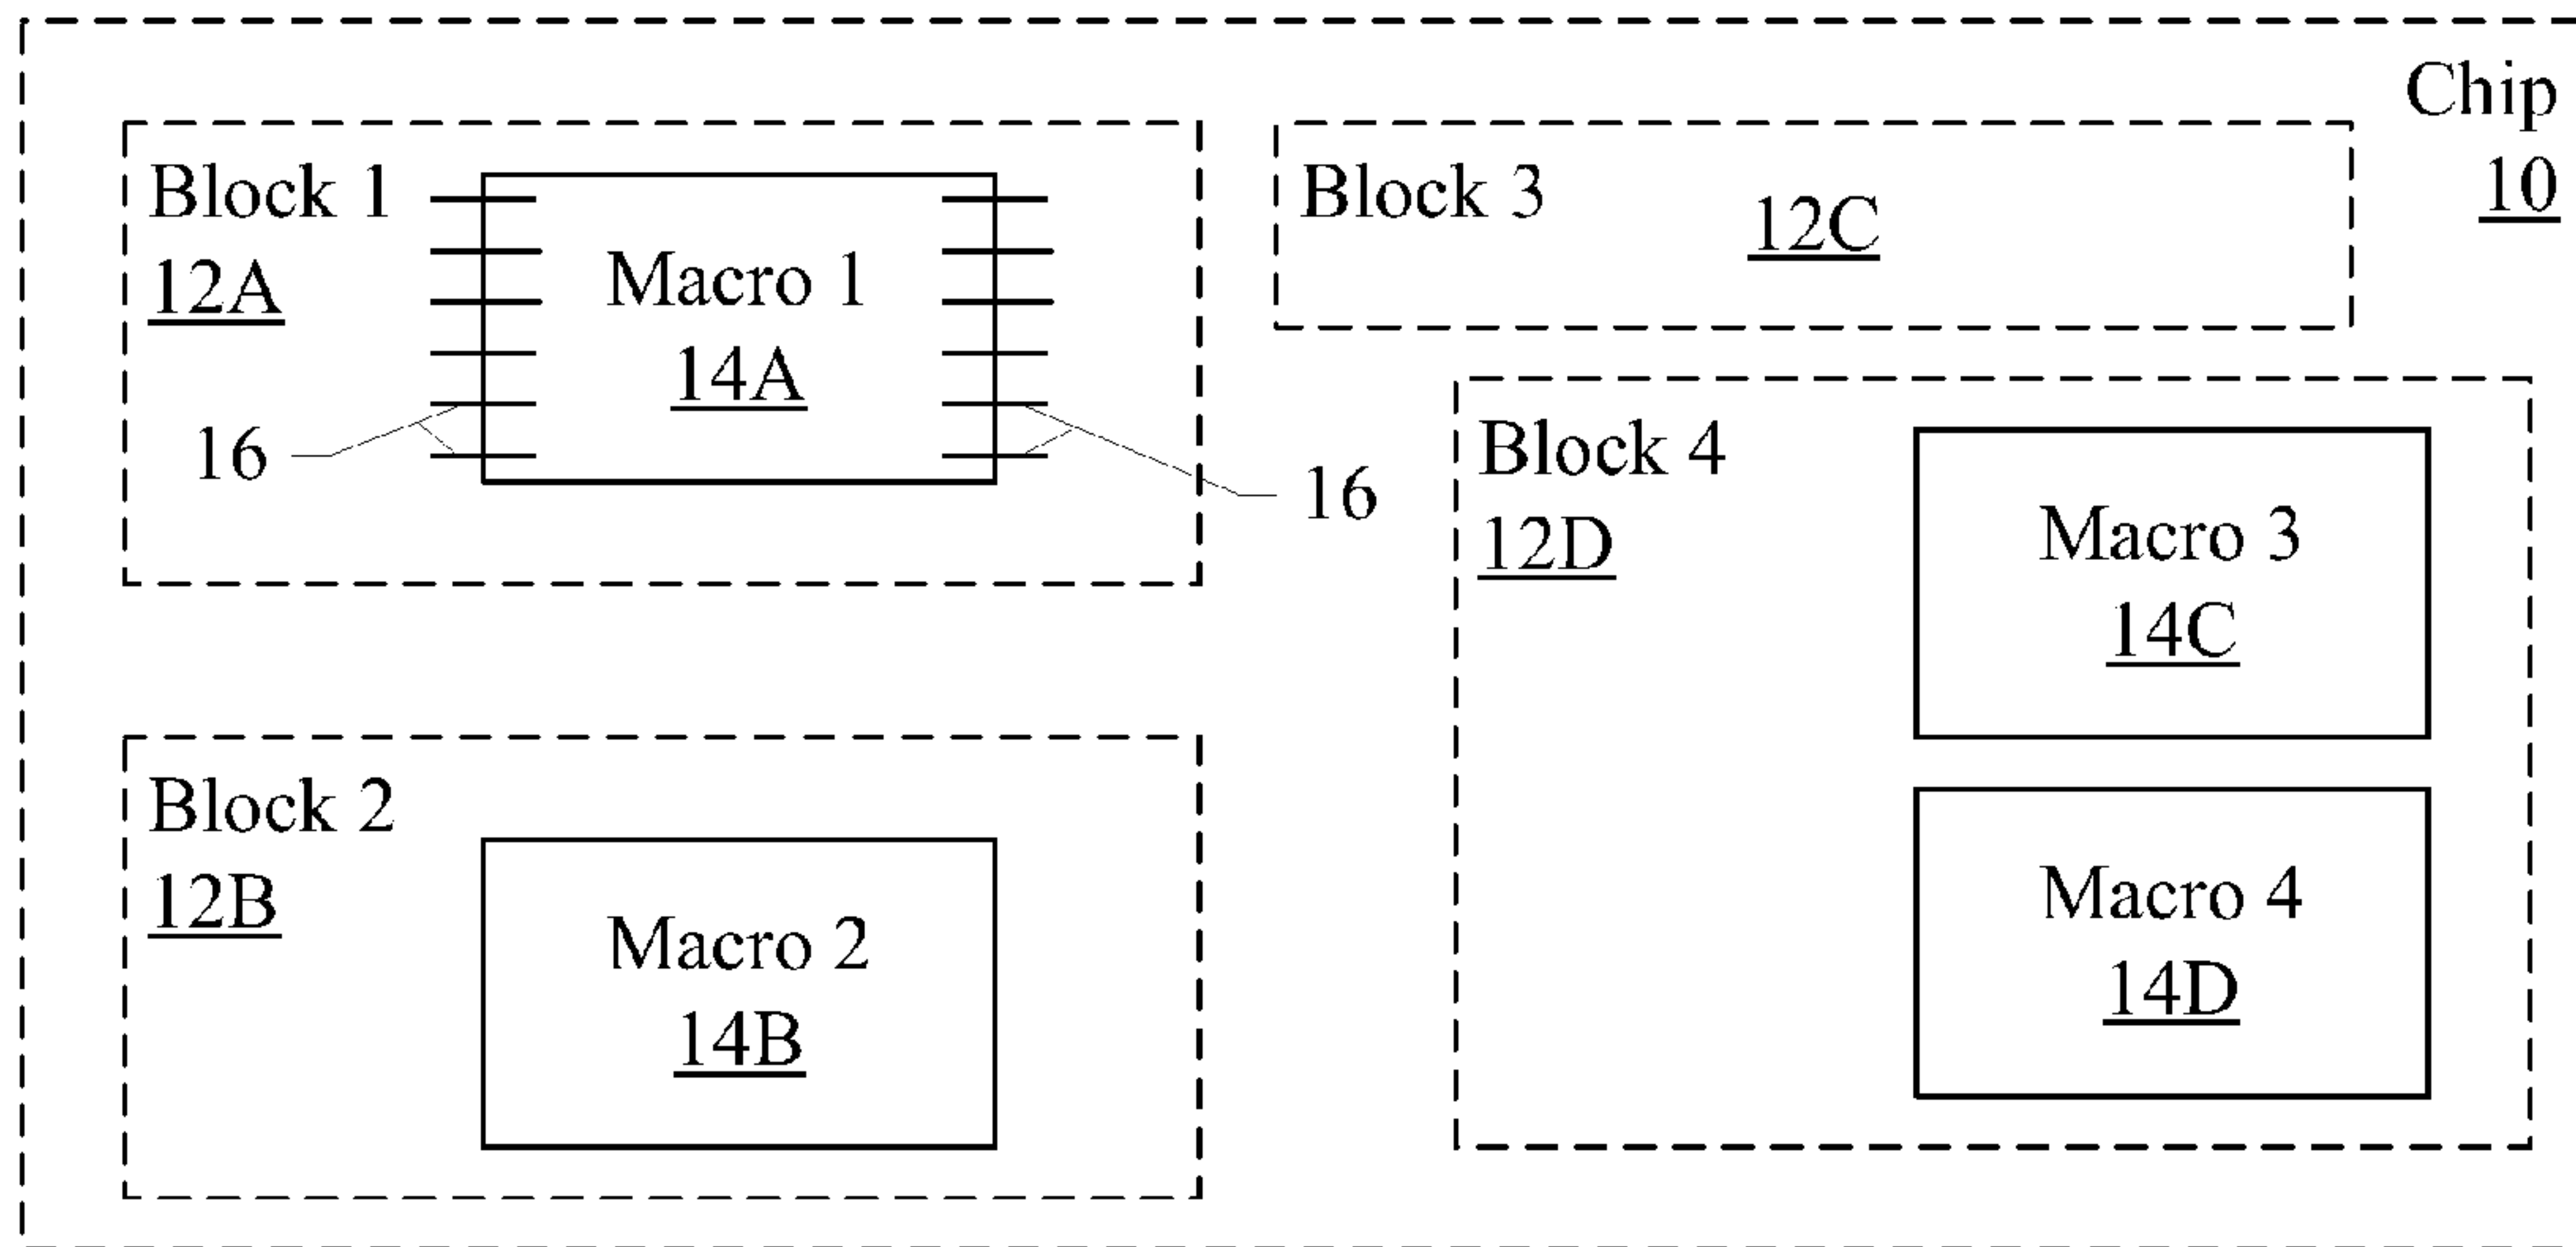 Chip
10
Block 1
12A
Macro 1
14A
16
16
Block 3
12C
Block 4
12D
Macro 3
14C
Macro 4
14D
Block 2
12B
Macro 2
14B